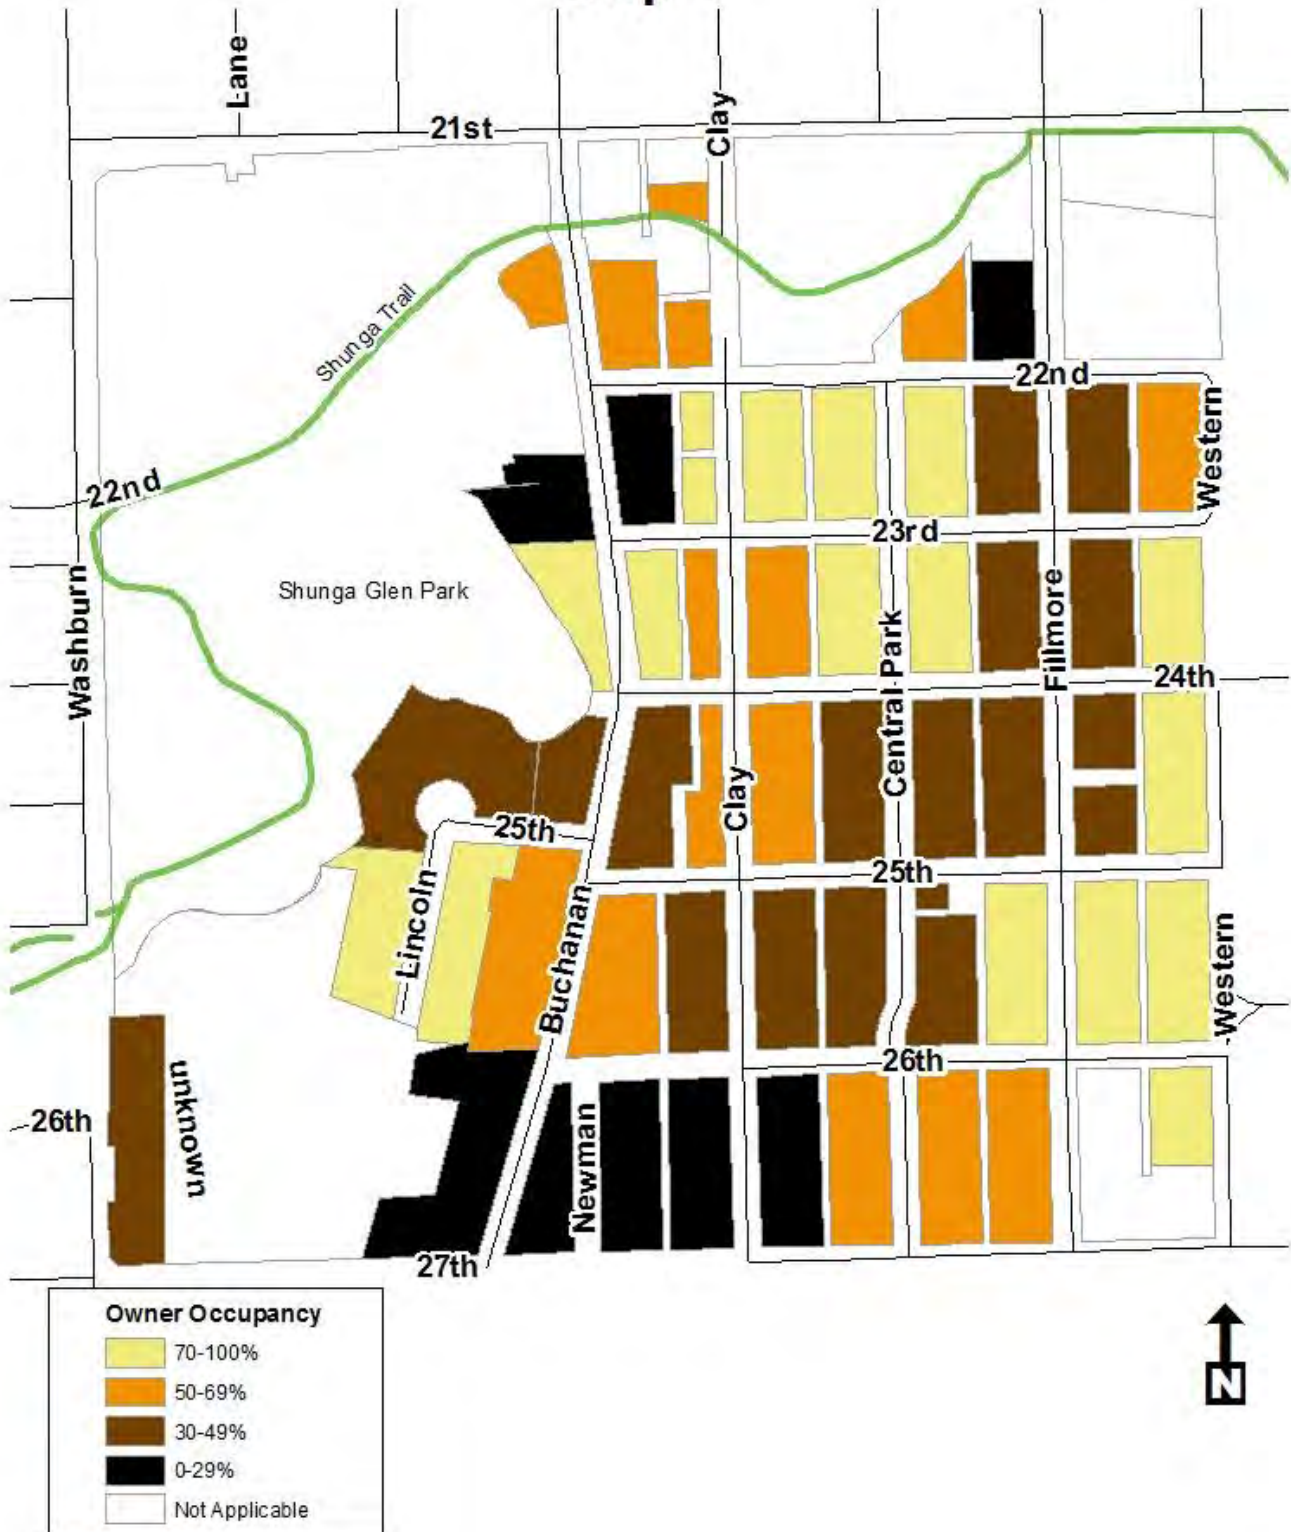 Lane
Clay
21st
Shunga Trail
22nd
Western
22nd
23rd
Shunga Glen Park
Washburn
Central Park
Fillmore
24th
Clay
25th
25th
Lincoln
Buchanan
Western
26th
unknown
26th
Newman
27th
Owner Occupancy
70-100%
50-69%
30-49%
0-29%
Not Applicable
N